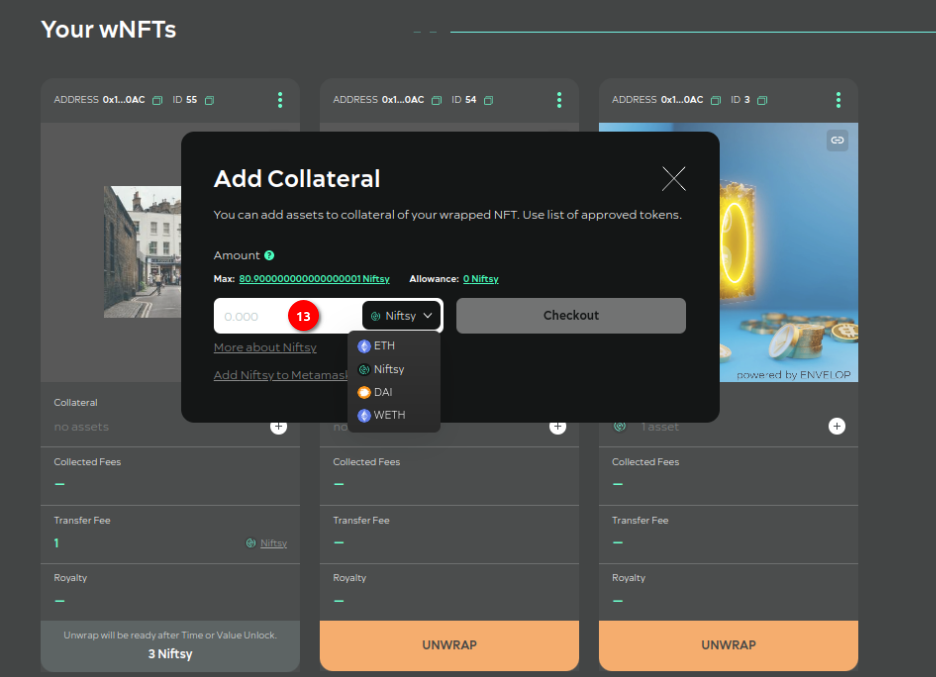 Your wNFTs
ADDRESS 0x1...0AC ID 55
ADDRESS 0x1...0AC ID 54
ADDRESS 0x1...0AC ID 3
Add Collateral
You can add assets to collateral of your wrapped NFT. Use list of approved tokens.
Amount ?
Max: 80.900000000000000001 Niftsy Allowance: 0 Niftsy
0.000 13 Niftsy Checkout
More about Niftsy
Add Niftsy to Metamask
ETH
Niftsy
DAI
WETH
powered by ENVELOP
Collateral
no assets
no
1 asset
Collected Fees
–
Collected Fees
–
Collected Fees
–
Transfer Fee
1 Niftsy
Transfer Fee
–
Transfer Fee
–
Royalty
–
Royalty
–
Royalty
–
Unwrap will be ready after Time or Value Unlock.
3 Niftsy
UNWRAP
UNWRAP